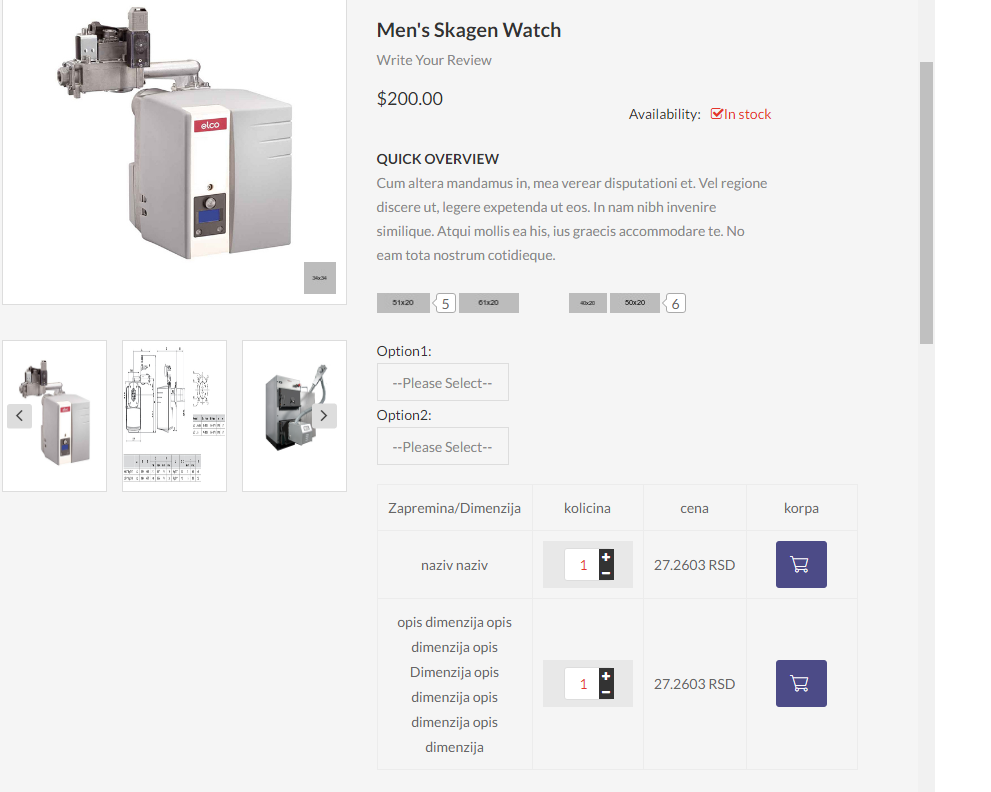 Men's Skagen Watch
Write Your Review
$200.00
Availability: In stock
elco
QUICK OVERVIEW
Cum altera mandamus in, mea verear disputationi et. Vel regione
discere ut, legere expetenda ut eos. In nam nibh invenire
similique. Atqui mollis ea his, ius graecis accommodare te. No
eam tota nostrum cotidieque.
34x34
51x20 5 61x20 40x20 50x20 6
Option1:
--Please Select--
Option2:
--Please Select--
Zapremina/Dimenzija kolicina cena korpa
naziv naziv 1 + − 27.2603 RSD
opis dimenzija opis
dimenzija opis
Dimenzija opis
dimenzija opis
dimenzija opis
dimenzija
1 + − 27.2603 RSD